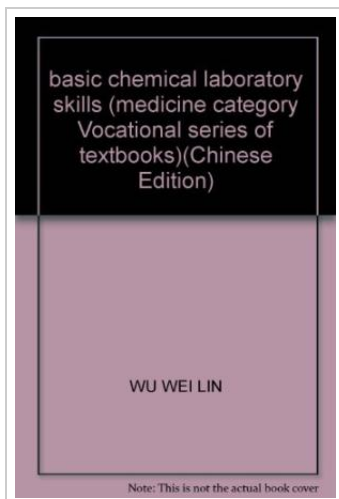 basic chemical laboratory
skills (medicine category
Vocational series of
textbooks)(Chinese
Edition)
WU WEI LIN
Note: This is not the actual book cover